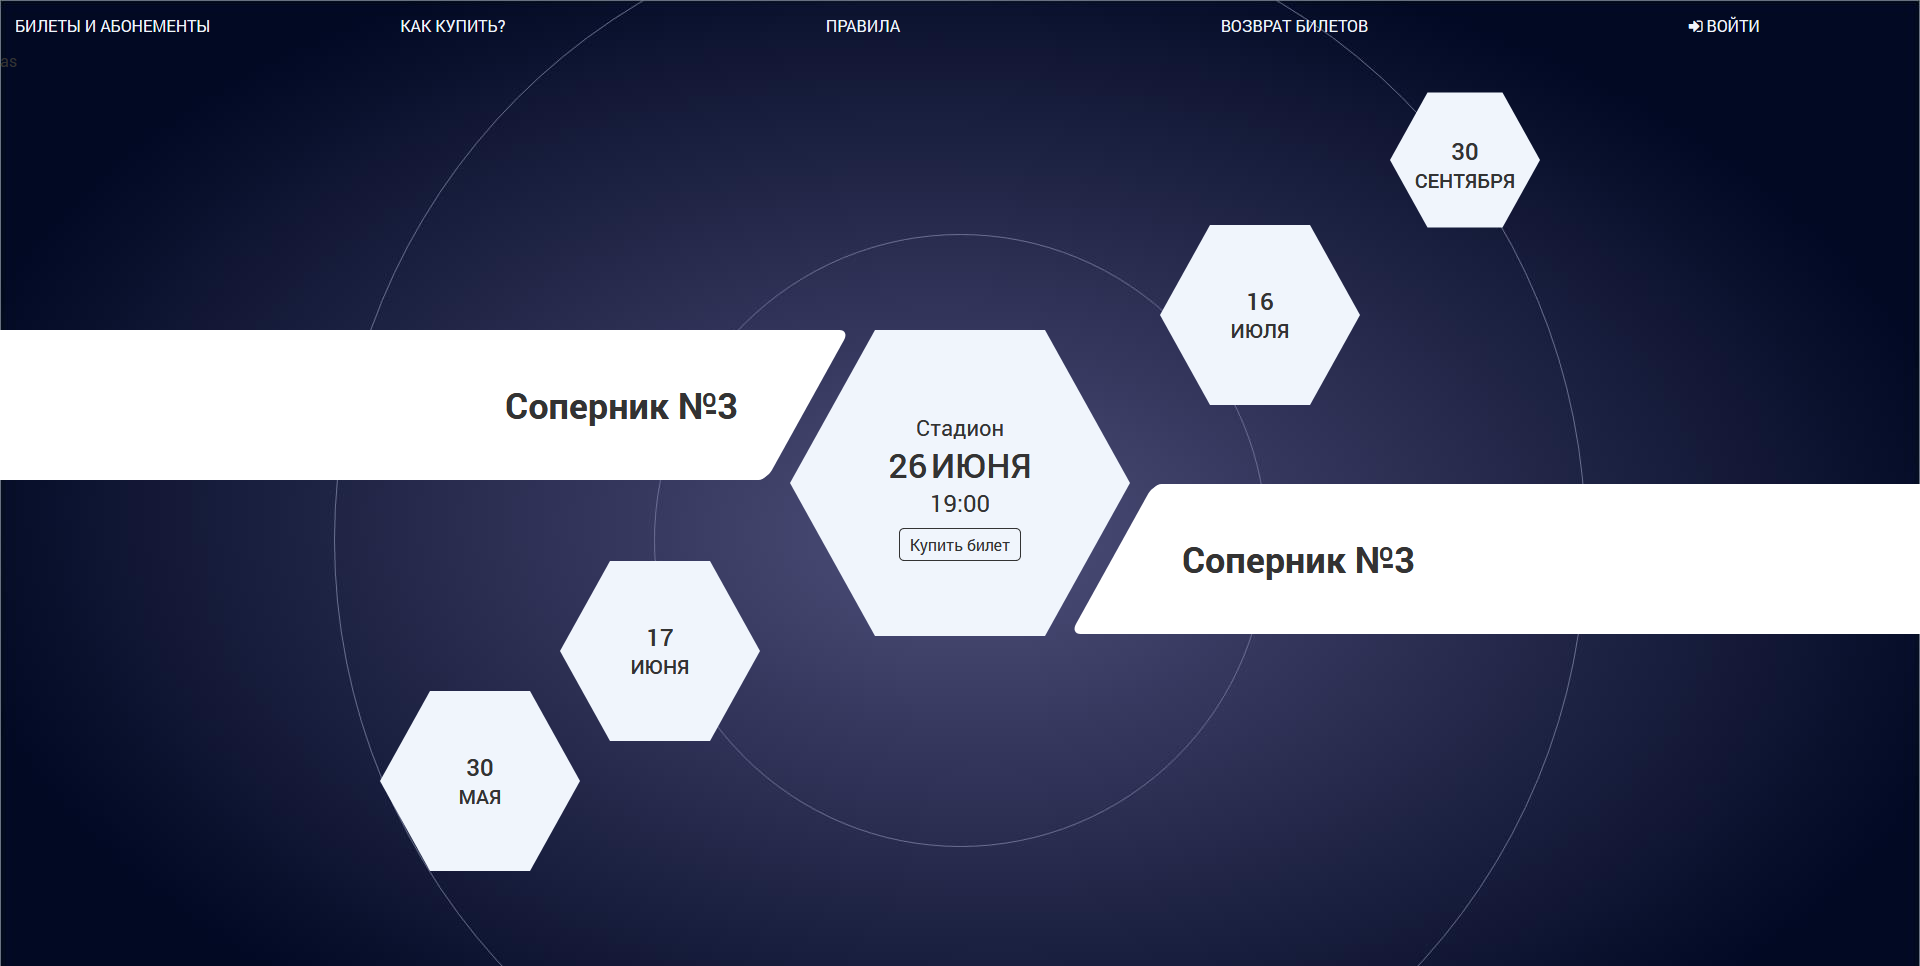 БИЛЕТЫ И АБОНЕМЕНТЫ
КАК КУПИТЬ?
ПРАВИЛА
ВОЗВРАТ БИЛЕТОВ
ВОЙТИ
as
30
СЕНТЯБРЯ
16
ИЮЛЯ
Соперник №3
Стадион
26 ИЮНЯ
19:00
Купить билет
Соперник №3
17
ИЮНЯ
30
МАЯ